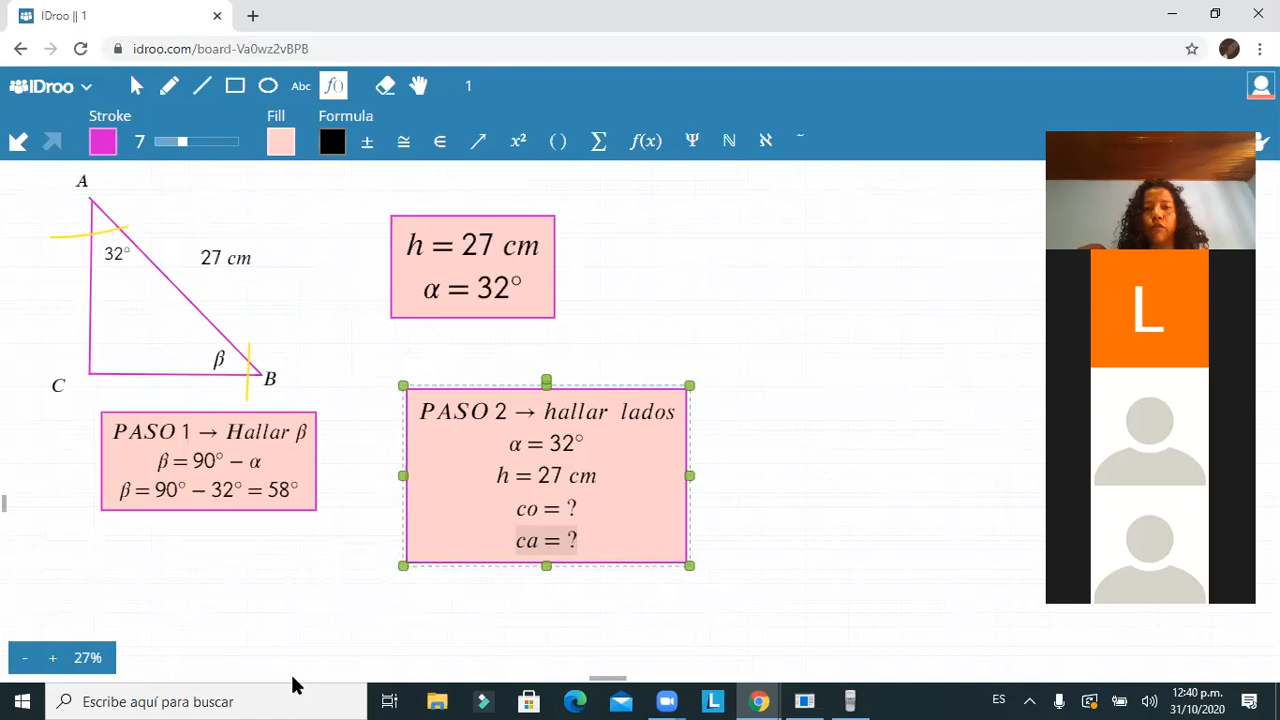 IDroo || 1
idroo.com/board-Va0wz2vBPB
IDroo
Abc
f()
1
Stroke
Fill
Formula
7
± ≅ ∈ ↗ x² ( ) ∑ f(x) Ψ ℕ ℵ ~
A
32°
27 cm
β
B
C
h = 27 cm
α = 32°
PASO 1 → Hallar β
β = 90° − α
β = 90° − 32° = 58°
PASO 2 → hallar lados
α = 32°
h = 27 cm
co = ?
ca = ?
L
- + 27%
Escribe aquí para buscar
L
ES
12:40 p.m.
31/10/2020